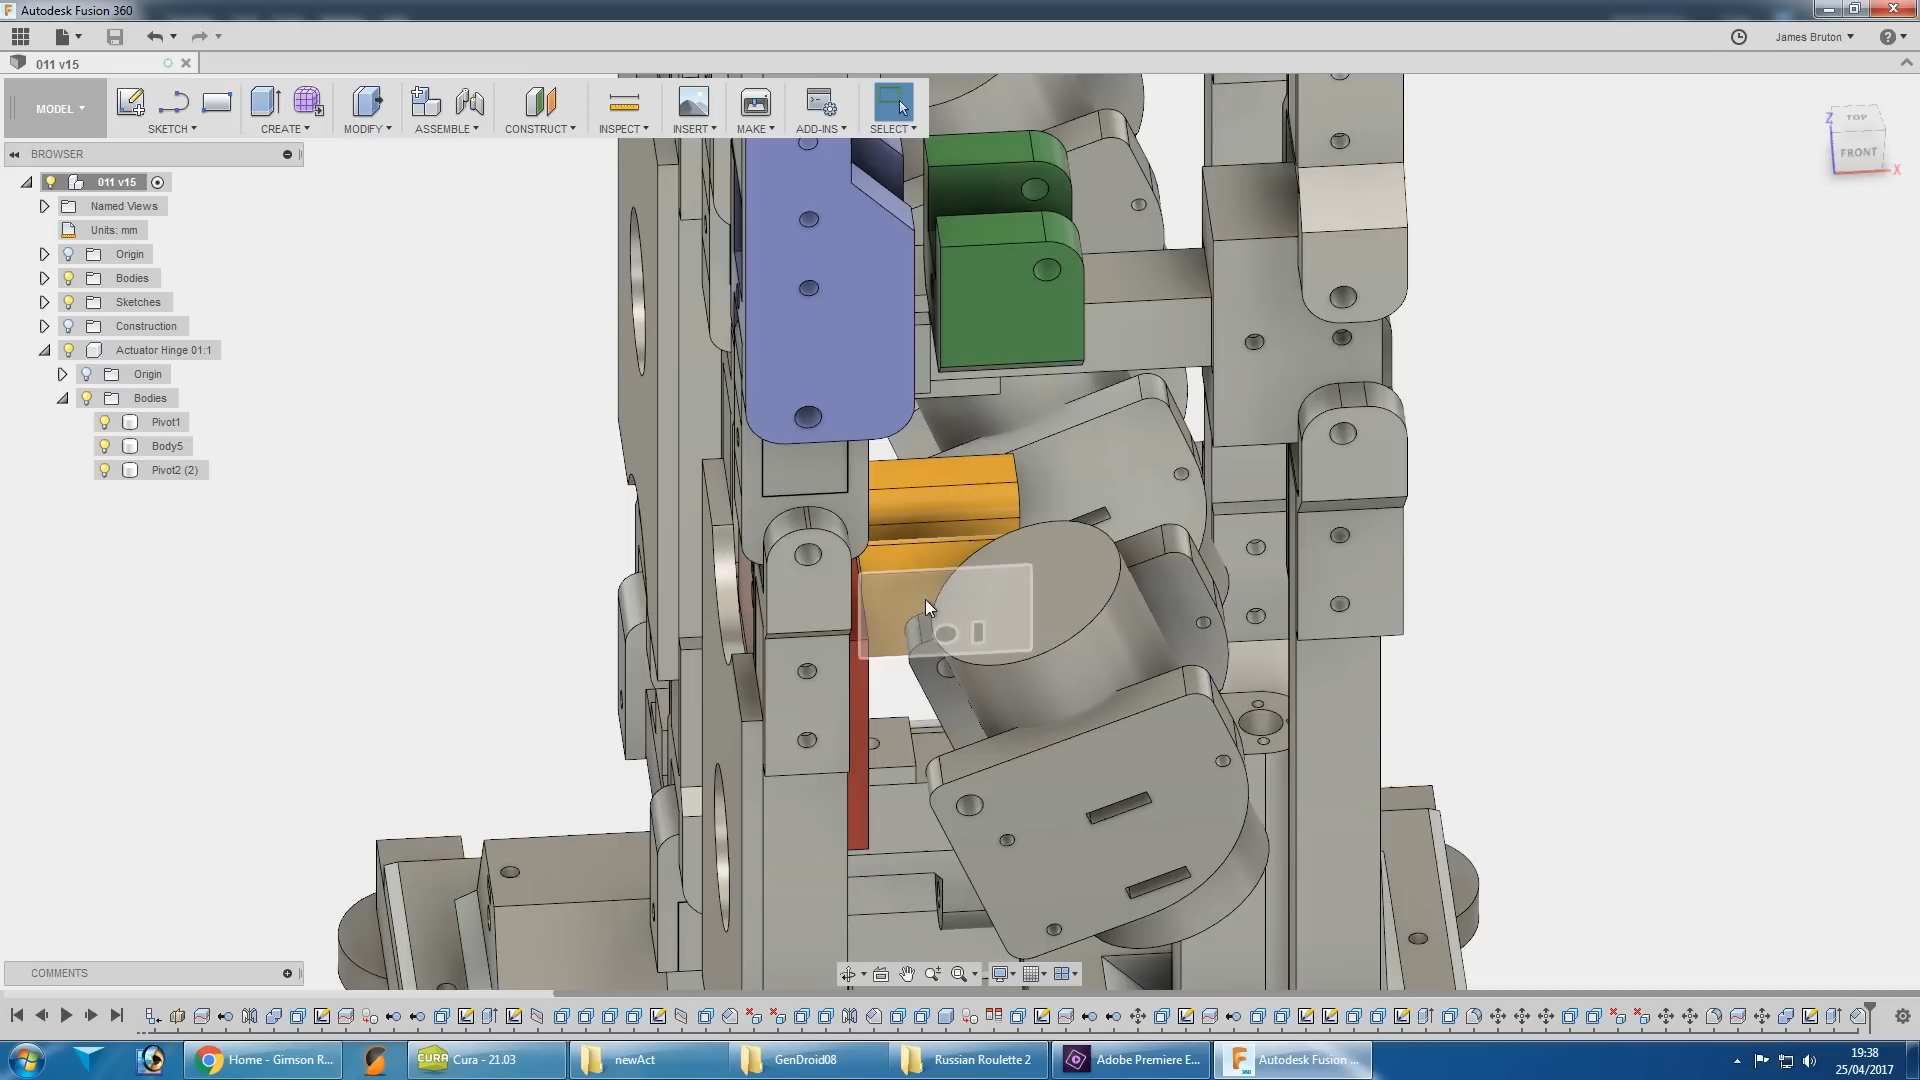 Autodesk Fusion 360
James Bruton
011 v15
MODEL
SKETCH
CREATE
MODIFY
ASSEMBLE
CONSTRUCT
INSPECT
INSERT
MAKE
ADD-INS
SELECT
BROWSER
011 v15
Named Views
Units: mm
Origin
Bodies
Sketches
Construction
Actuator Hinge 01:1
Origin
Bodies
Pivot1
Body5
Pivot2 (2)
TOP
FRONT
Z
X
COMMENTS
Home - Gimson R...
CURA
Cura - 21.03
newAct
GenDroid08
Russian Roulette 2
Adobe Premiere E...
Autodesk Fusion ...
19:38
25/04/2017